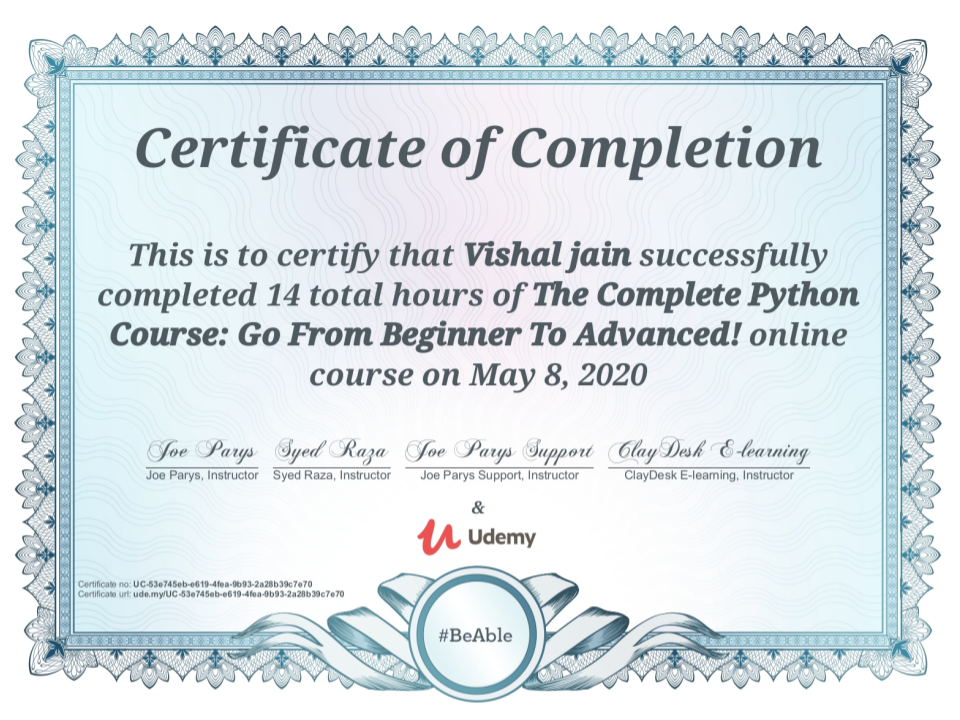 Certificate of Completion
This is to certify that Vishal jain successfully
completed 14 total hours of The Complete Python
Course: Go From Beginner To Advanced! online
course on May 8, 2020
Joe Parys Syed Raza Joe Parys Support ClayDesk E-learning
Joe Parys, Instructor Syed Raza, Instructor Joe Parys Support, Instructor ClayDesk E-learning, Instructor
&
Udemy
Certificate no: UC-53e745eb-e619-4fea-9b93-2a28b39c7e70
Certificate url: ude.my/UC-53e745eb-e619-4fea-9b93-2a28b39c7e70
#BeAble